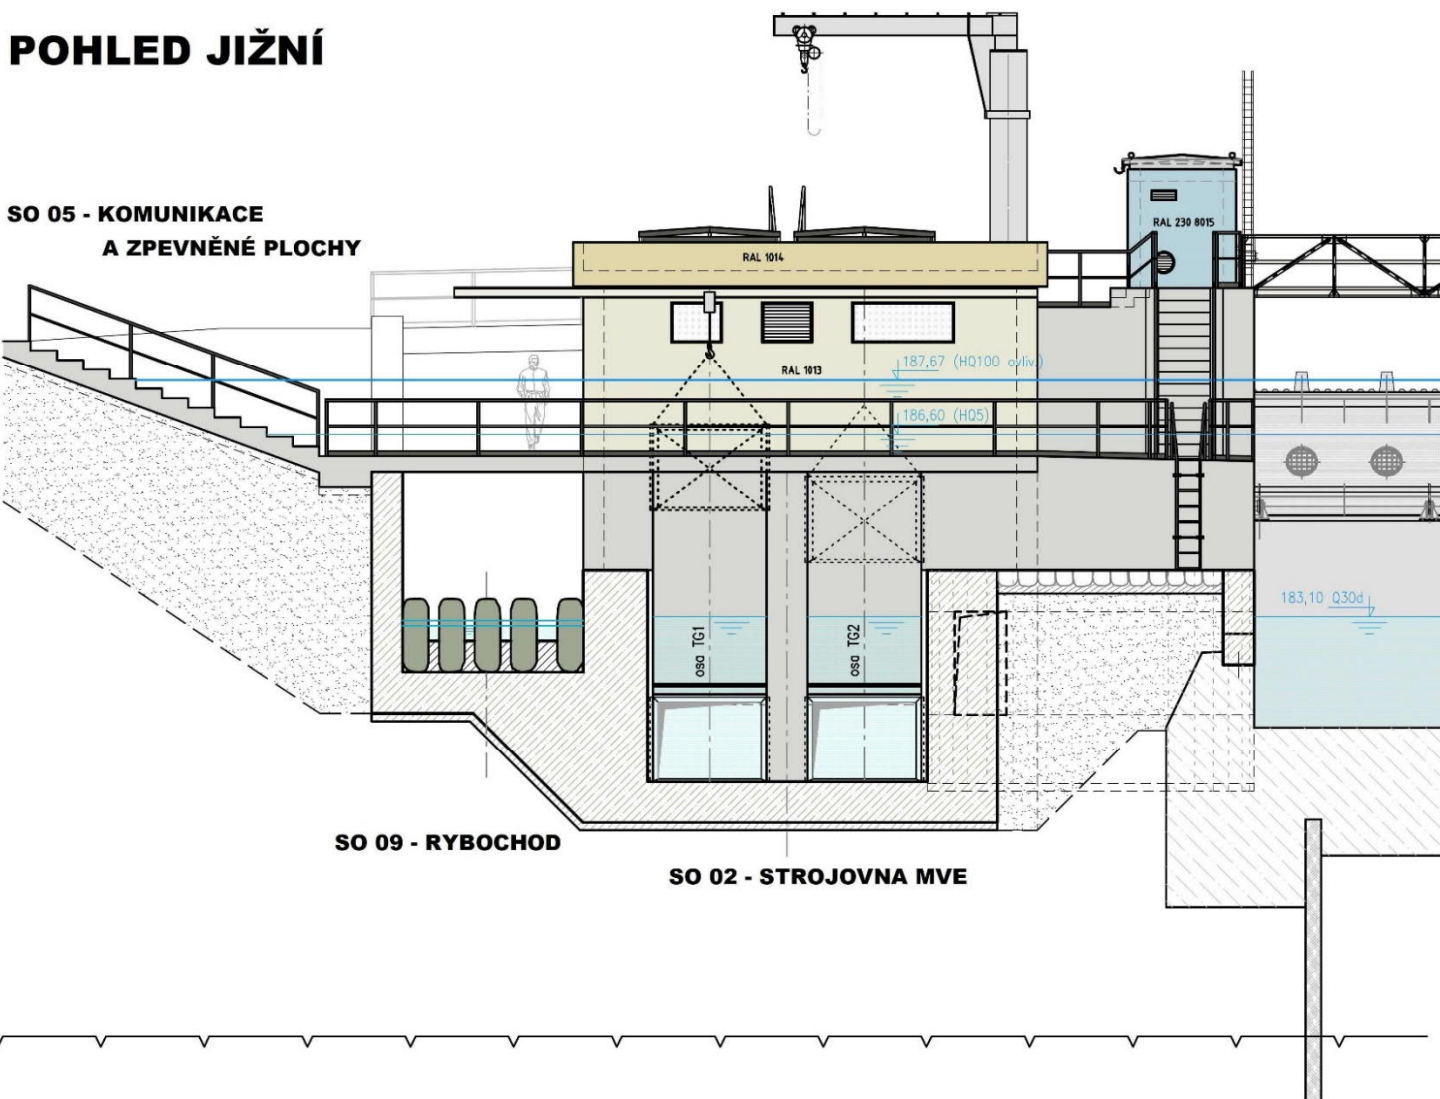 POHLED JIŽNÍ
SO 05 - KOMUNIKACE
A ZPEVNĚNÉ PLOCHY
RAL 230 8015
RAL 1014
187,67 (HQ100 ovliv.)
RAL 1013
186,60 (HQ5)
183,10 Q30d
osa TG1
osa TG2
SO 09 - RYBOCHOD
SO 02 - STROJOVNA MVE